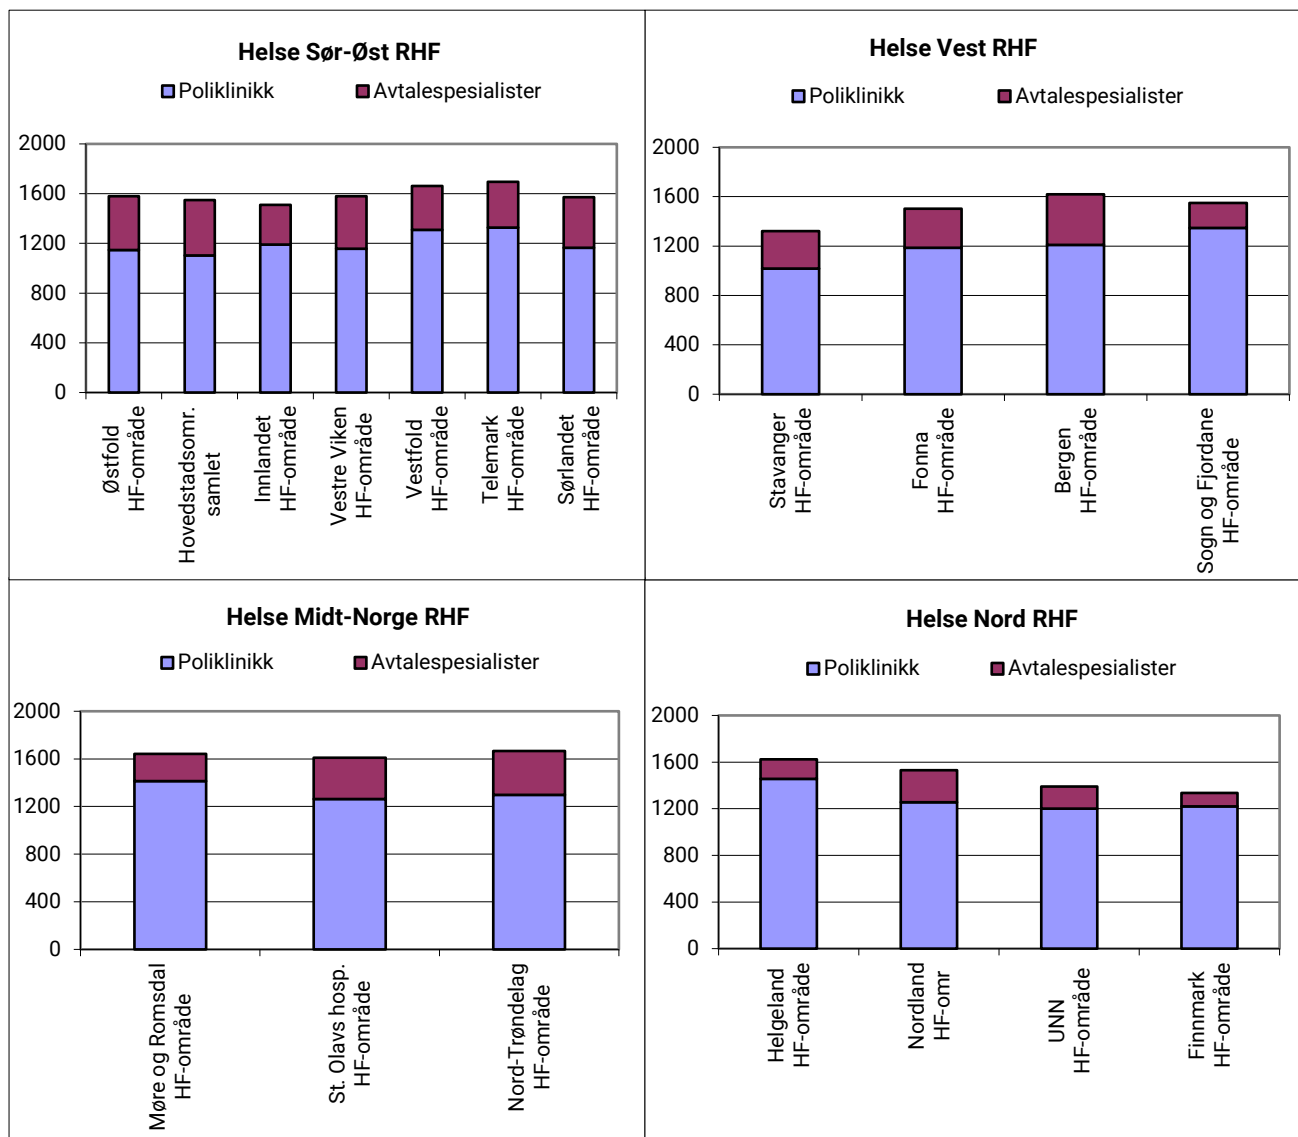 Helse Sør-Øst RHF
Poliklinikk
Avtalespesialister
2000
1600
1200
800
400
0
Østfold
HF-område
Hovedstadsomr.
samlet
Innlandet
HF-område
Vestre Viken
HF-område
Vestfold
HF-område
Telemark
HF-område
Sørlandet
HF-område
Helse Vest RHF
Poliklinikk
Avtalespesialister
2000
1600
1200
800
400
0
Stavanger
HF-område
Fonna
HF-område
Bergen
HF-område
Sogn og Fjordane
HF-område
Helse Midt-Norge RHF
Poliklinikk
Avtalespesialister
2000
1600
1200
800
400
0
Møre og Romsdal
HF-område
St. Olavs hosp.
HF-område
Nord-Trøndelag
HF-område
Helse Nord RHF
Poliklinikk
Avtalespesialister
2000
1600
1200
800
400
0
Helgeland
HF-område
Nordland
HF-omr
UNN
HF-område
Finnmark
HF-område